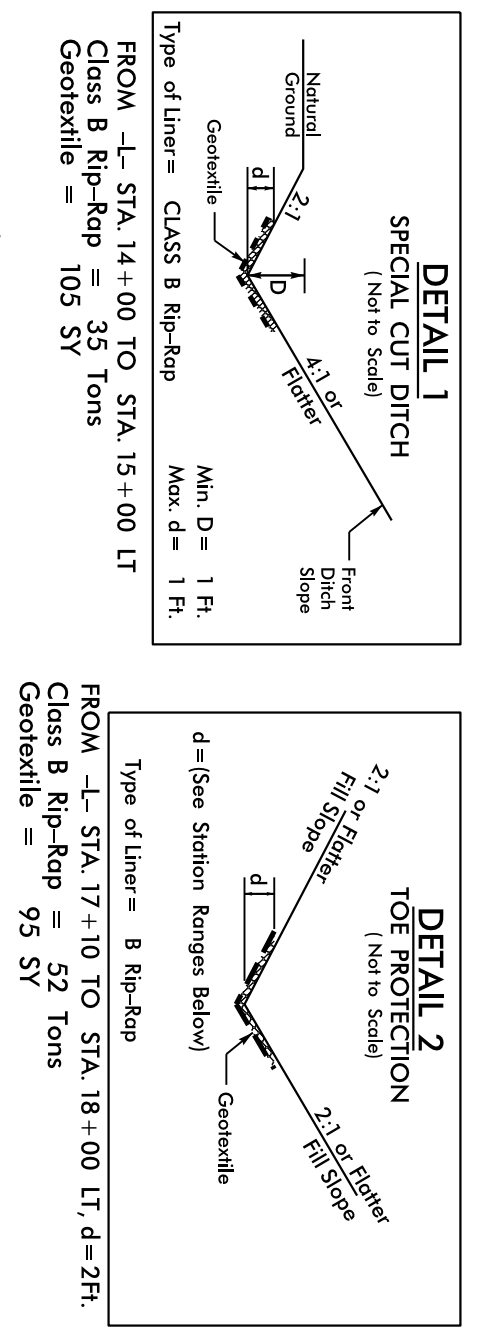 DETAIL 1
SPECIAL CUT DITCH
( Not to Scale)
Natural
Ground
2:1
d
D
Geotextile
4:1 or
Flatter
Front
Ditch
Slope
Min. D = 1 Ft.
Max. d = 1 Ft.
Type of Liner = CLASS B Rip-Rap
FROM -L- STA. 14+00 TO STA. 15+00 LT
Class B Rip-Rap = 35 Tons
Geotextile = 105 SY
DETAIL 2
TOE PROTECTION
( Not to Scale)
2:1 or Flatter
Fill Slope
d
2:1 or Flatter
Fill Slope
Geotextile
d = (See Station Ranges Below)
Type of Liner = B Rip-Rap
FROM -L- STA. 17+10 TO STA. 18+00 LT, d = 2Ft.
Class B Rip-Rap = 52 Tons
Geotextile = 95 SY